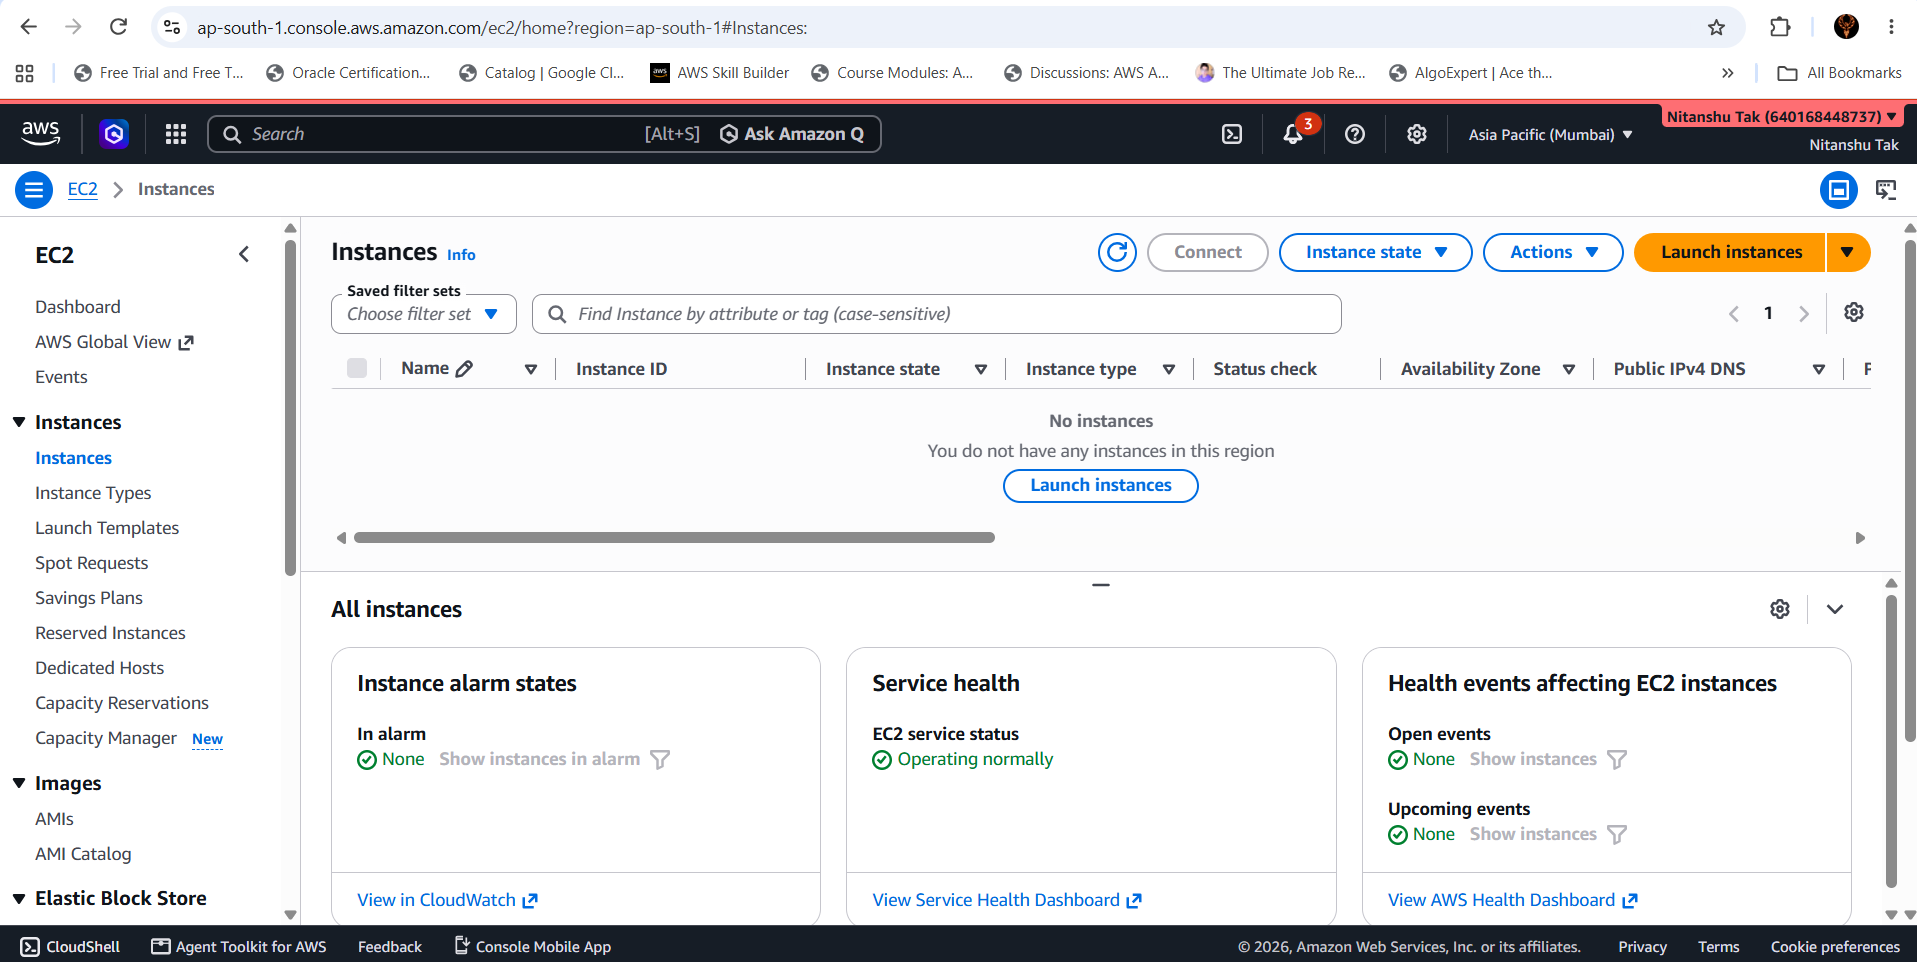 ap-south-1.console.aws.amazon.com/ec2/home?region=ap-south-1#Instances:
Free Trial and Free T... Oracle Certification... Catalog | Google Cl... aws AWS Skill Builder Course Modules: A... Discussions: AWS A... The Ultimate Job Re... AlgoExpert | Ace th... » All Bookmarks
aws Search [Alt+S] Ask Amazon Q 3 Asia Pacific (Mumbai) Nitanshu Tak (640168448737)
Nitanshu Tak
EC2 Instances
EC2
Dashboard
AWS Global View
Events
Instances
Instances
Instance Types
Launch Templates
Spot Requests
Savings Plans
Reserved Instances
Dedicated Hosts
Capacity Reservations
Capacity Manager New
Images
AMIs
AMI Catalog
Elastic Block Store
Instances Info Connect Instance state Actions Launch instances
Saved filter sets
Choose filter set Find Instance by attribute or tag (case-sensitive) 1
Name Instance ID Instance state Instance type Status check Availability Zone Public IPv4 DNS
No instances
You do not have any instances in this region
Launch instances
All instances
Instance alarm states
In alarm
None Show instances in alarm
View in CloudWatch
Service health
EC2 service status
Operating normally
View Service Health Dashboard
Health events affecting EC2 instances
Open events
None Show instances
Upcoming events
None Show instances
View AWS Health Dashboard
CloudShell Agent Toolkit for AWS Feedback Console Mobile App © 2026, Amazon Web Services, Inc. or its affiliates. Privacy Terms Cookie preferences